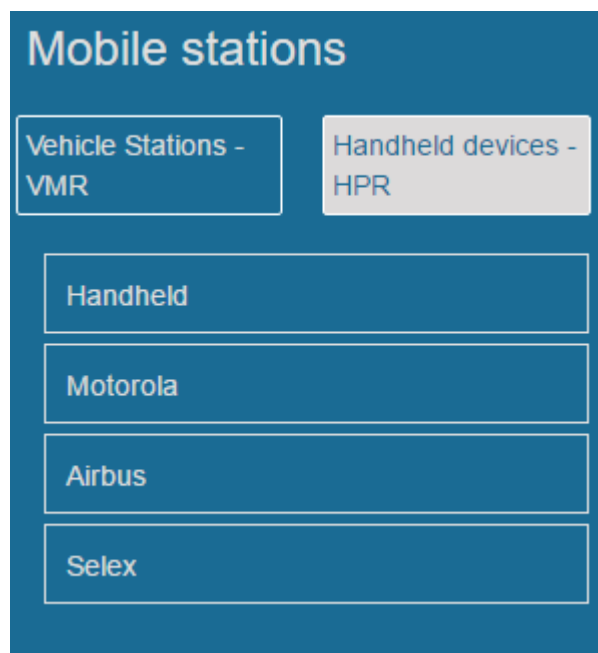 Mobile stations
Vehicle Stations -
VMR
Handheld devices -
HPR
Handheld
Motorola
Airbus
Selex